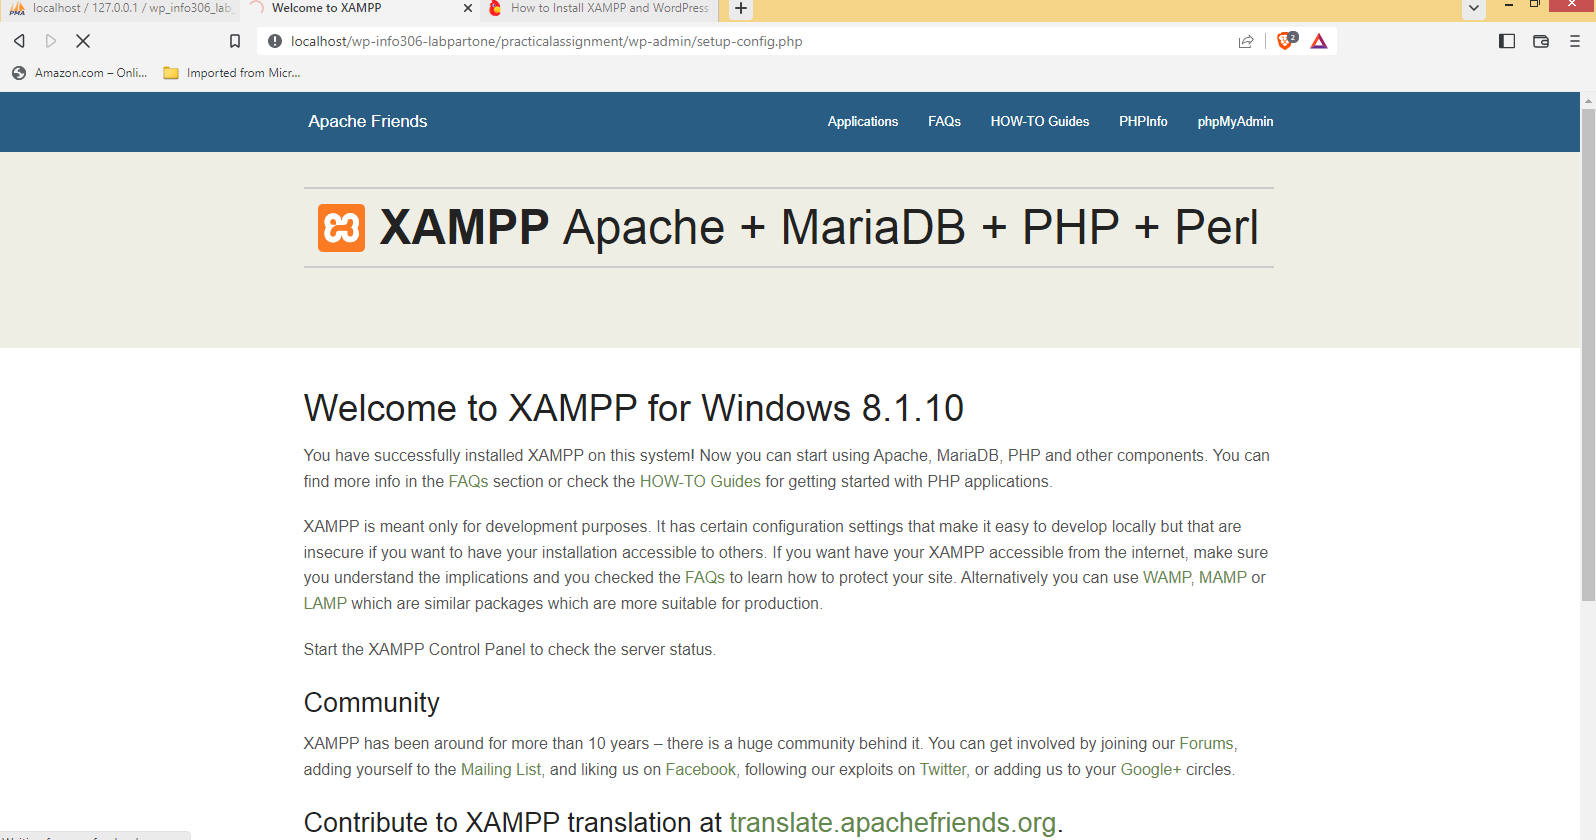 localhost / 127.0.0.1 / wp_info306_lab_
Welcome to XAMPP
How to Install XAMPP and WordPress
localhost/wp-info306-labpartone/practicalassignment/wp-admin/setup-config.php
2
Amazon.com – Onli...
Imported from Micr...
Apache Friends
Applications
FAQs
HOW-TO Guides
PHPInfo
phpMyAdmin
XAMPP Apache + MariaDB + PHP + Perl
Welcome to XAMPP for Windows 8.1.10
You have successfully installed XAMPP on this system! Now you can start using Apache, MariaDB, PHP and other components. You can
find more info in the FAQs section or check the HOW-TO Guides for getting started with PHP applications.
XAMPP is meant only for development purposes. It has certain configuration settings that make it easy to develop locally but that are
insecure if you want to have your installation accessible to others. If you want have your XAMPP accessible from the internet, make sure
you understand the implications and you checked the FAQs to learn how to protect your site. Alternatively you can use WAMP, MAMP or
LAMP which are similar packages which are more suitable for production.
Start the XAMPP Control Panel to check the server status.
Community
XAMPP has been around for more than 10 years – there is a huge community behind it. You can get involved by joining our Forums,
adding yourself to the Mailing List, and liking us on Facebook, following our exploits on Twitter, or adding us to your Google+ circles.
Contribute to XAMPP translation at translate.apachefriends.org.